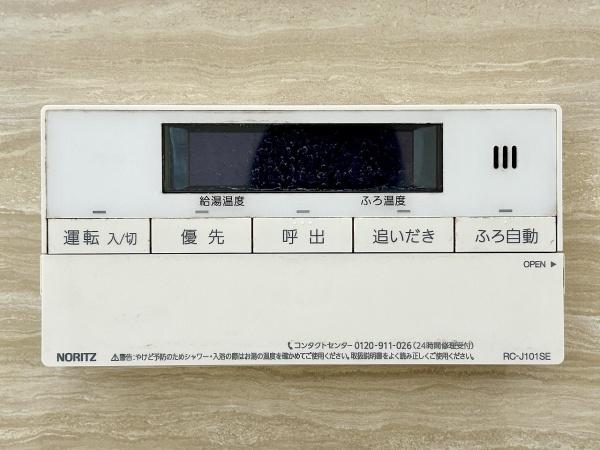 給湯温度 ふろ温度
運転 入/切 優先 呼出 追いだき ふろ自動
OPEN ▶
コンタクトセンター 0120-911-026 (24時間修理受付)
NORITZ ⚠警告:やけど予防のためシャワー・入浴の際はお湯の温度を確かめてご使用ください。取扱説明書をよく読み正しくご使用ください。 RC-J101SE